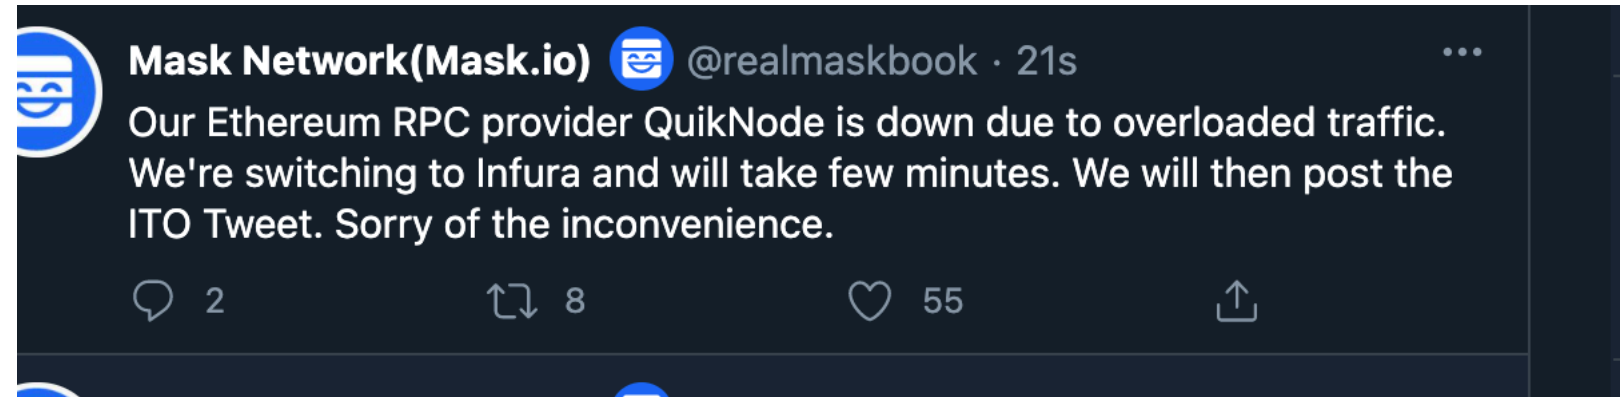 Mask Network(Mask.io) @realmaskbook · 21s
Our Ethereum RPC provider QuikNode is down due to overloaded traffic.
We're switching to Infura and will take few minutes. We will then post the
ITO Tweet. Sorry of the inconvenience.
2 8 55